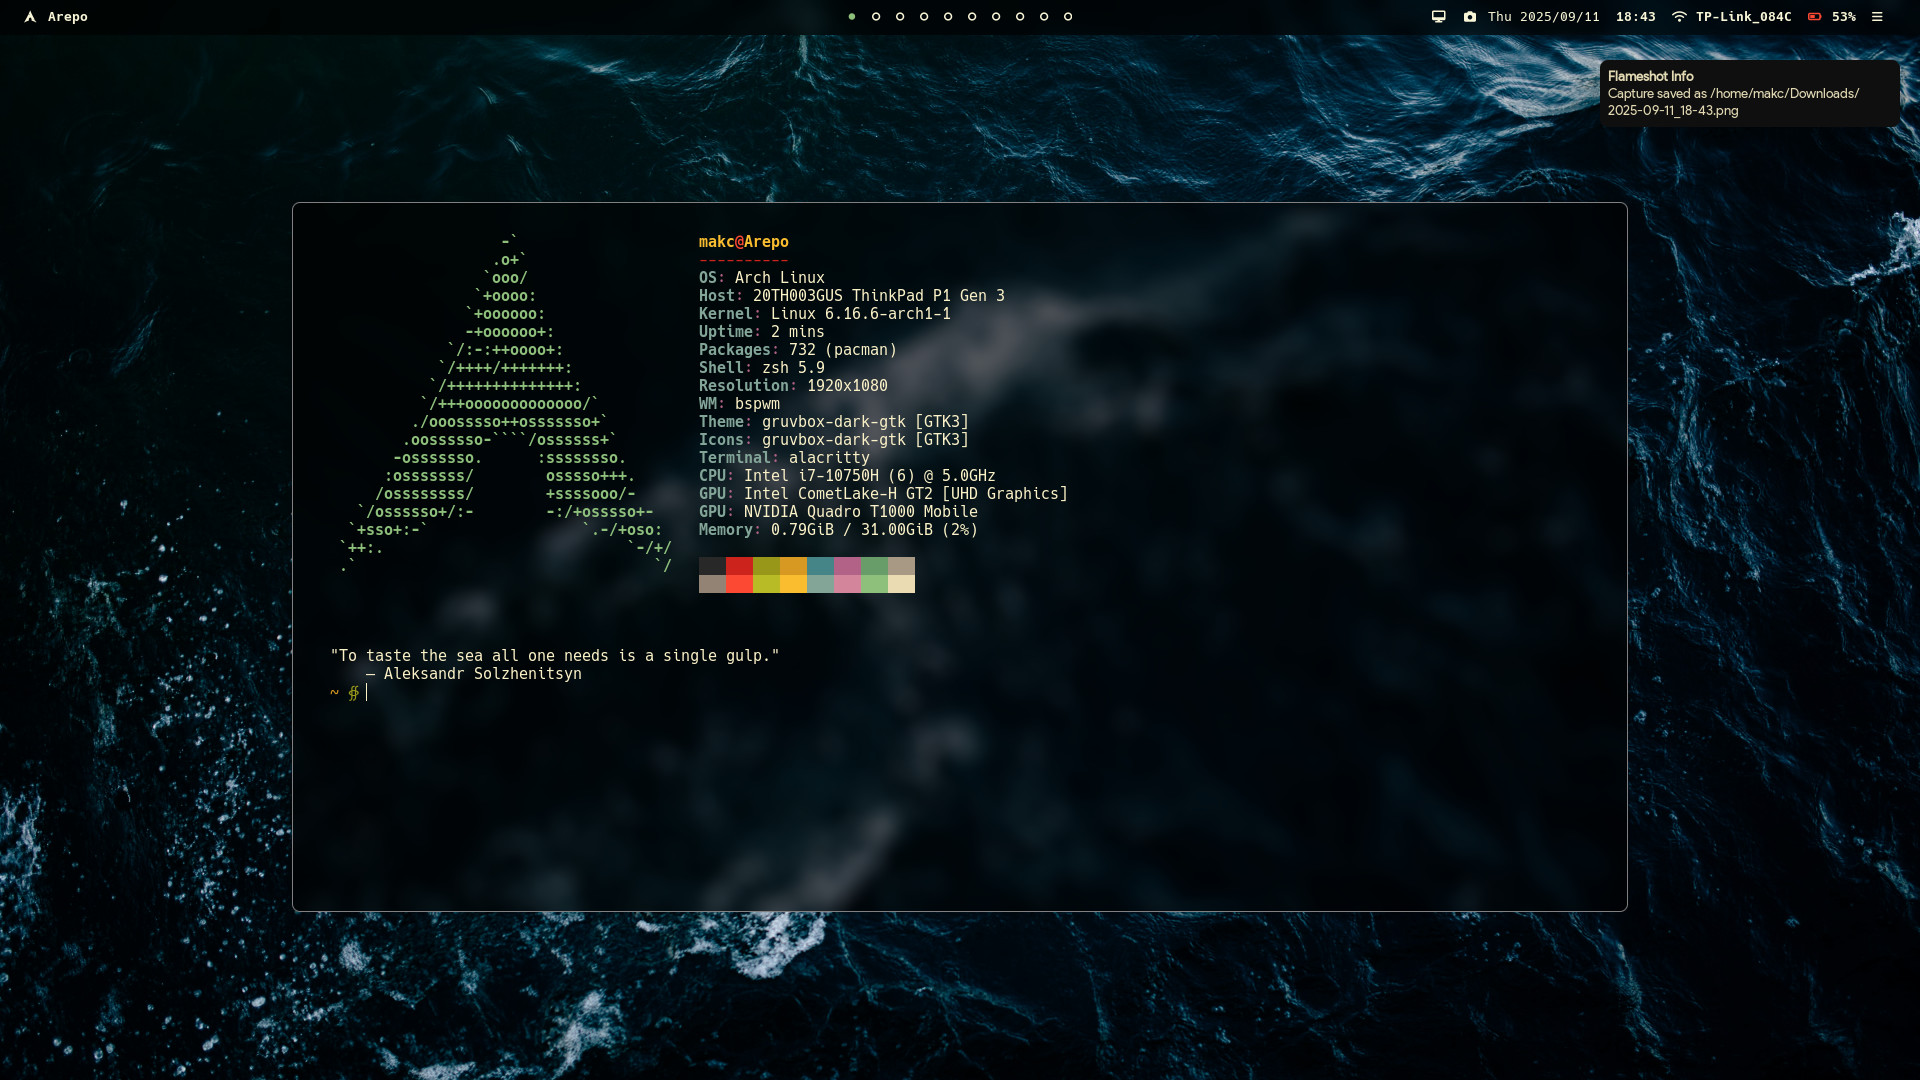 Arepo
Thu 2025/09/11 18:43 TP-Link_084C 53%
Flameshot Info
Capture saved as /home/makc/Downloads/
2025-09-11_18-43.png
                   -`
                  .o+`
                 `ooo/
                `+oooo:
               `+oooooo:
               -+oooooo+:
             `/:-:++oooo+:
            `/++++/+++++++:
           `/++++++++++++++:
          `/+++ooooooooooooo/`
         ./ooosssso++osssssso+`
        .oossssso-````/ossssss+`
       -osssssso.      :ssssssso.
      :osssssss/        osssso+++.
     /ossssssss/        +ssssooo/-
   `/ossssso+/:-        -:/+osssso+-
  `+sso+:-`                 `.-/+oso:
 `++:.                           `-/+/
 .`                                 `/
makc@Arepo
----------
OS: Arch Linux
Host: 20TH003GUS ThinkPad P1 Gen 3
Kernel: Linux 6.16.6-arch1-1
Uptime: 2 mins
Packages: 732 (pacman)
Shell: zsh 5.9
Resolution: 1920x1080
WM: bspwm
Theme: gruvbox-dark-gtk [GTK3]
Icons: gruvbox-dark-gtk [GTK3]
Terminal: alacritty
CPU: Intel i7-10750H (6) @ 5.0GHz
GPU: Intel CometLake-H GT2 [UHD Graphics]
GPU: NVIDIA Quadro T1000 Mobile
Memory: 0.79GiB / 31.00GiB (2%)
"To taste the sea all one needs is a single gulp."
— Aleksandr Solzhenitsyn
~ ∯